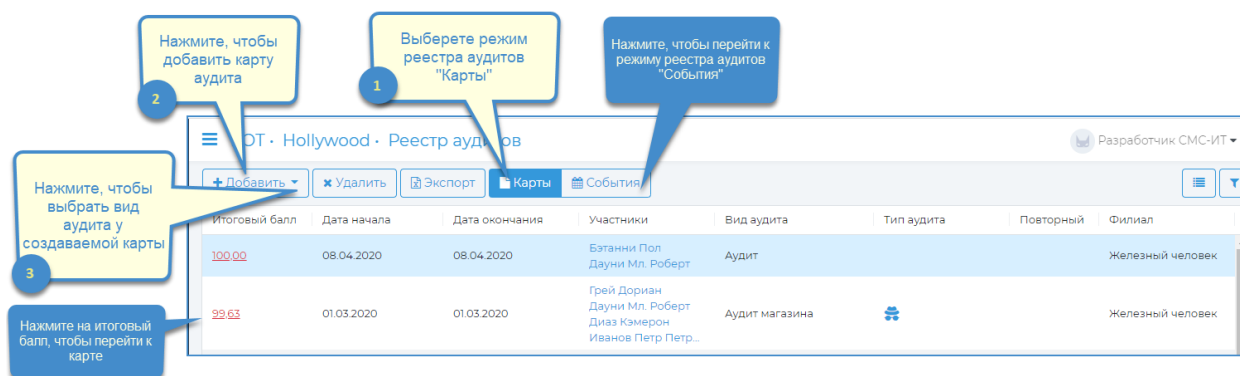 Нажмите, чтобы
добавить карту
аудита
2
Выберете режим
реестра аудитов
"Карты"
1
Нажмите, чтобы перейти к
режиму реестра аудитов
"События"
Нажмите, чтобы
выбрать вид
аудита у
создаваемой карты
3
Нажмите на итоговый
балл, чтобы перейти к
карте
ОТ · Hollywood · Реестр аудитов
Разработчик СМС-ИТ
Добавить Удалить Экспорт Карты События
Итоговый балл Дата начала Дата окончания Участники Вид аудита Тип аудита Повторный Филиал
100,00 08.04.2020 08.04.2020 Бэтанни Пол Аудит Железный человек
Дауни Мл. Роберт
Грей Дориан
Дауни Мл. Роберт
99,63 01.03.2020 01.03.2020 Диаз Кэмерон Аудит магазина Железный человек
Иванов Петр Петр...